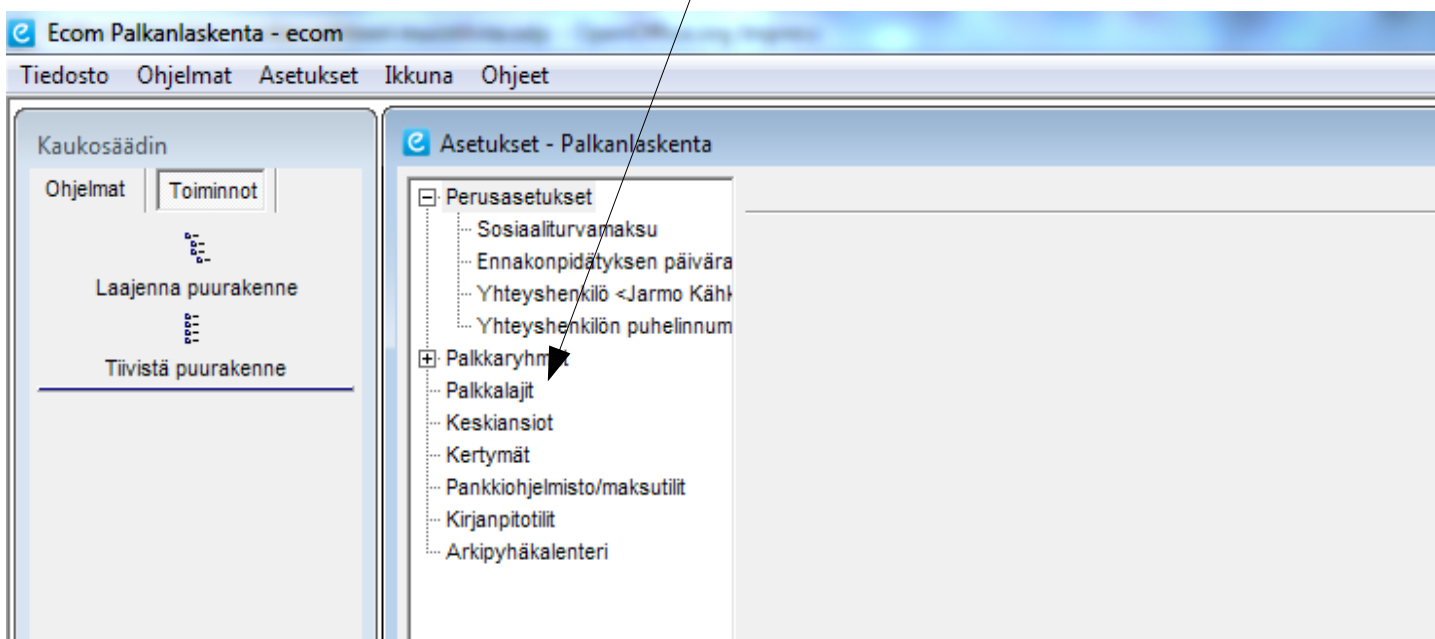 Ecom Palkanlaskenta - ecom
Tiedosto Ohjelmat Asetukset Ikkuna Ohjeet
Kaukosäädin
Ohjelmat Toiminnot
Laajenna puurakenne
Tiivistä puurakenne
Asetukset - Palkanlaskenta
Perusasetukset
Sosiaaliturvamaksu
Ennakonpidätyksen päivära
Yhteyshenkilö <Jarmo Kähk
Yhteyshenkilön puhelinnum
Palkkaryhmät
Palkkalajit
Keskiansiot
Kertymät
Pankkiohjelmisto/maksutilit
Kirjanpitotilit
Arkipyhäkalenteri